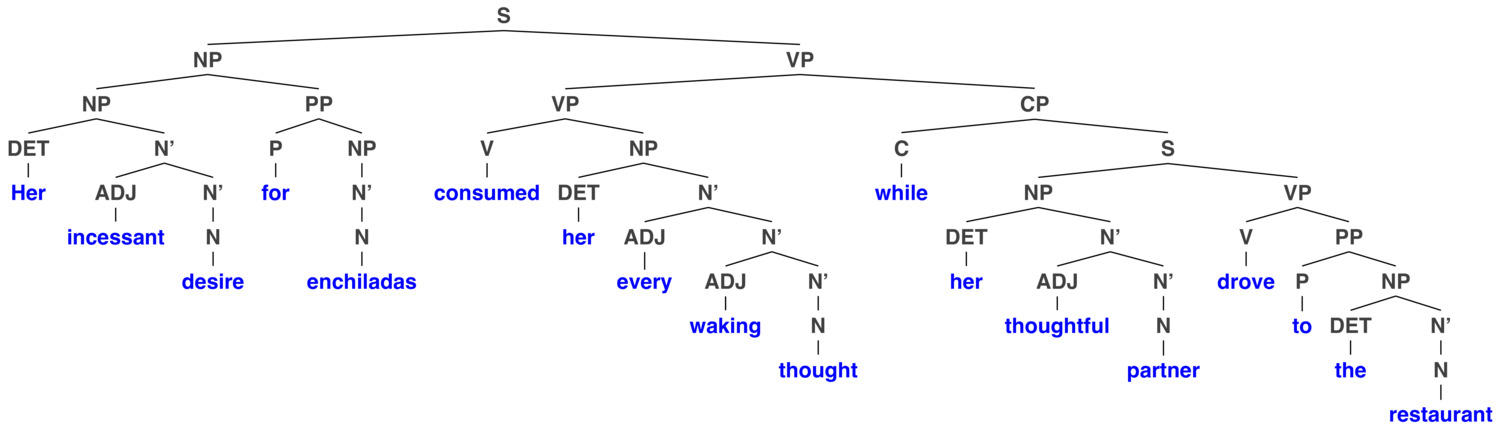 S
NP VP
NP PP VP CP
DET N’ P NP V NP C S
Her ADJ N’ for N’ consumed DET N’ while NP VP
incessant N N her ADJ N’ DET N’ V PP
desire enchiladas every ADJ N’ her ADJ N’ drove P NP
waking N thoughtful N to DET N’
thought partner the N
restaurant